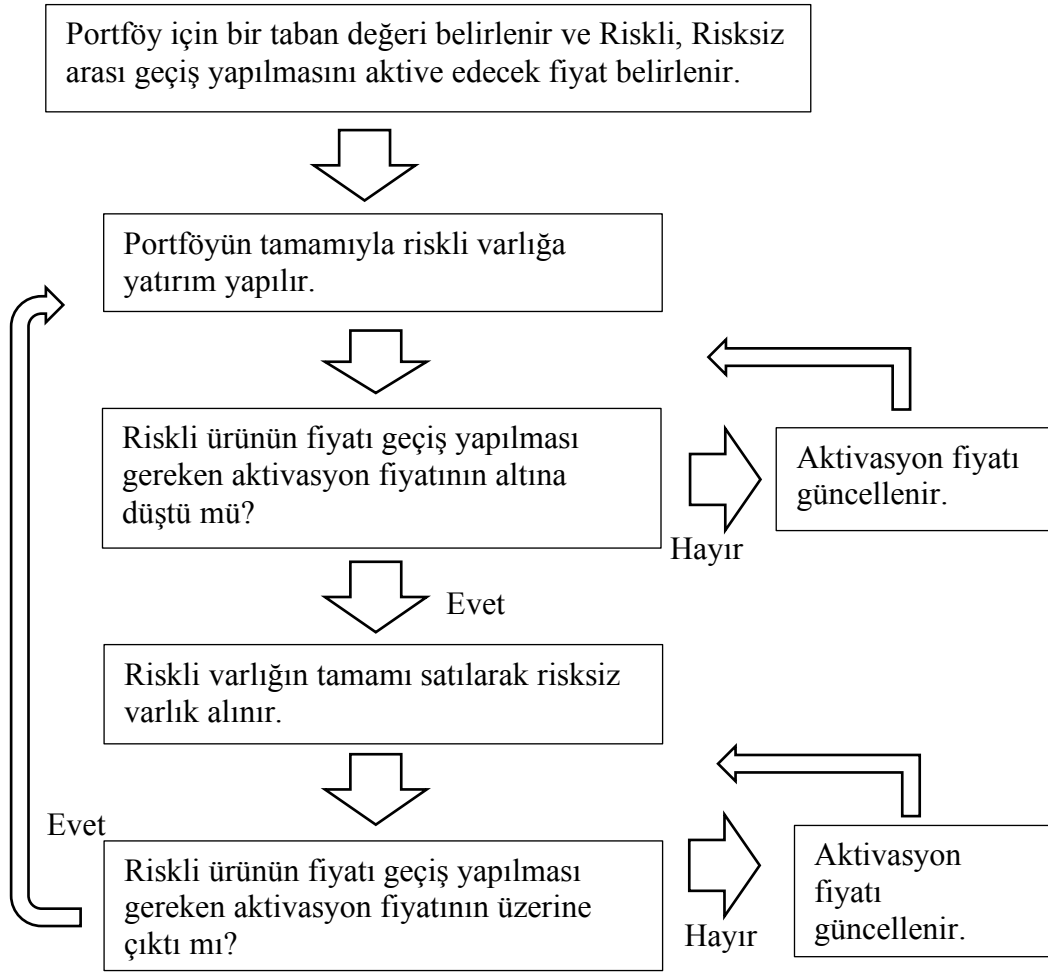 Portföy için bir taban değeri belirlenir ve Riskli, Risksiz
arası geçiş yapılmasını aktive edecek fiyat belirlenir.
Portföyün tamamıyla riskli varlığa
yatırım yapılır.
Riskli ürünün fiyatı geçiş yapılması
gereken aktivasyon fiyatının altına
düştü mü?
Hayır
Aktivasyon fiyatı
güncellenir.
Evet
Riskli varlığın tamamı satılarak risksiz
varlık alınır.
Evet
Riskli ürünün fiyatı geçiş yapılması
gereken aktivasyon fiyatının üzerine
çıktı mı?
Hayır
Aktivasyon
fiyatı
güncellenir.